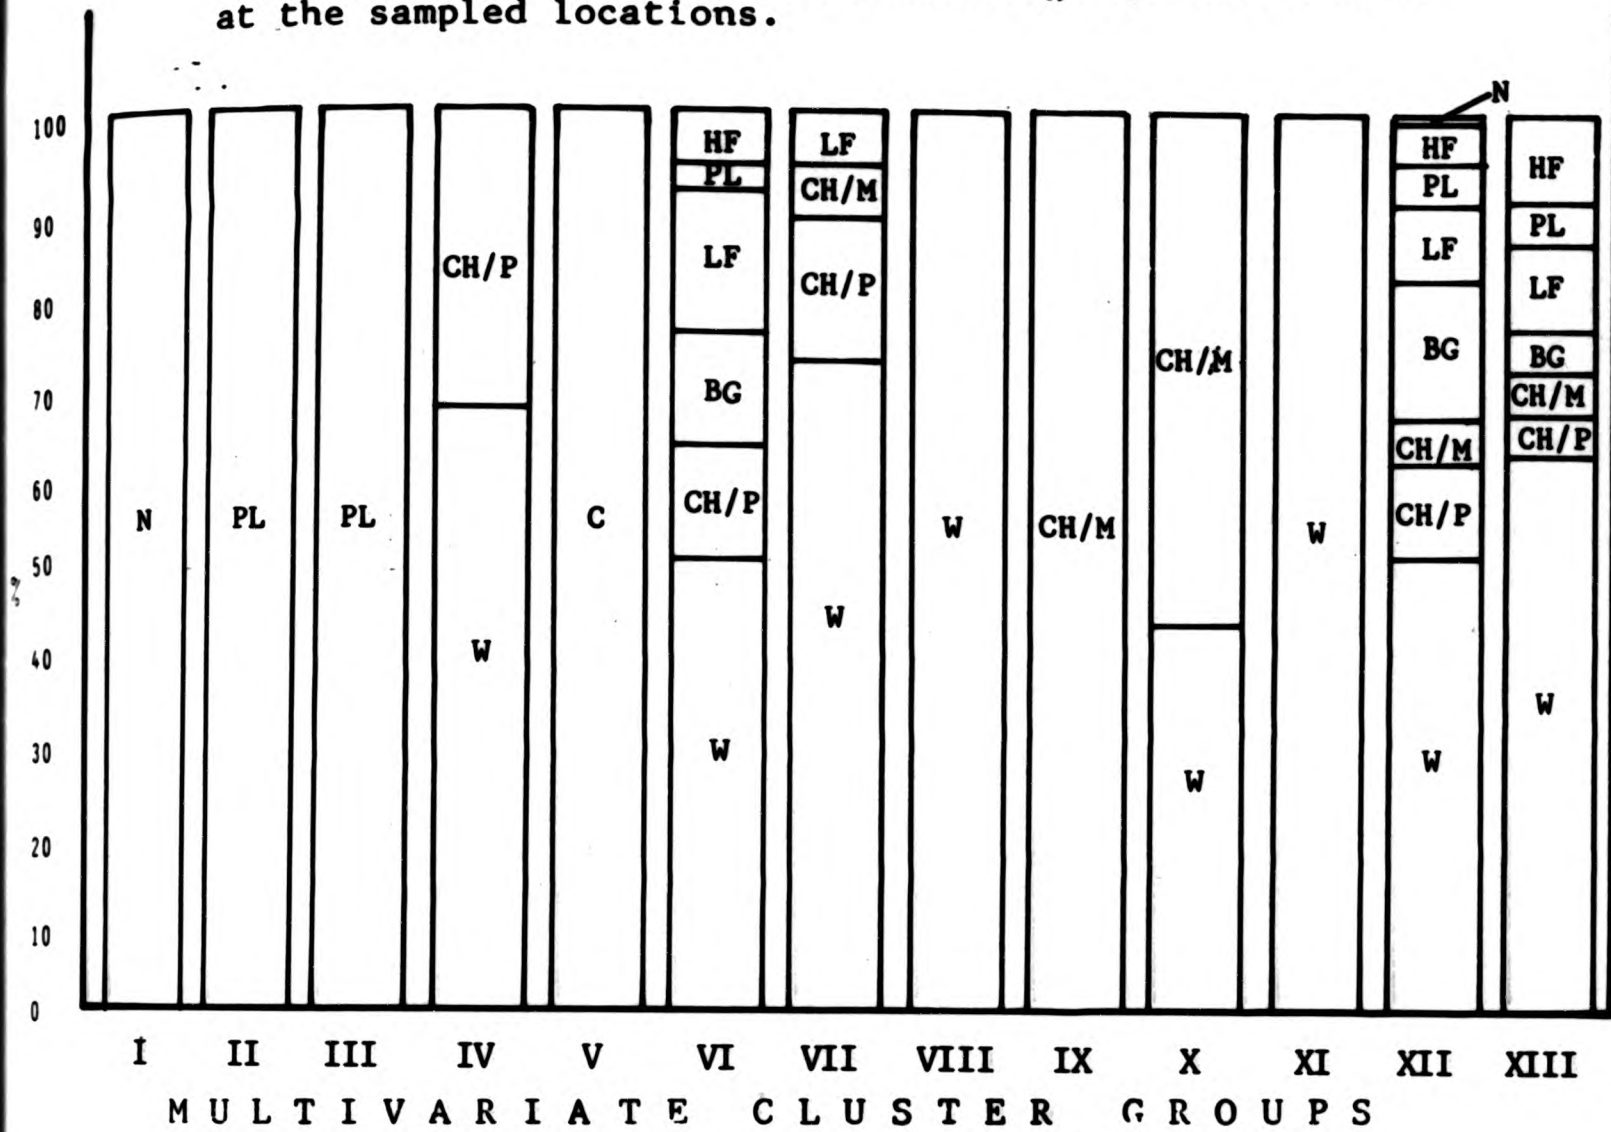 at the sampled locations.
N
100
HF
LF
HF
HF
PL
CH/M
PL
90
PL
LF
CH/P
CH/P
LF
LF
80
BG
CH/M
BG
70
BG
CH/M
CH/M
CH/P
60
N
PL
PL
C
CH/P
W
CH/M
W
CH/P
50
%
W
40
W
W
30
W
W
W
20
10
0
I II III IV V VI VII VIII IX X XI XII XIII
MULTIVARIATE CLUSTER GROUPS